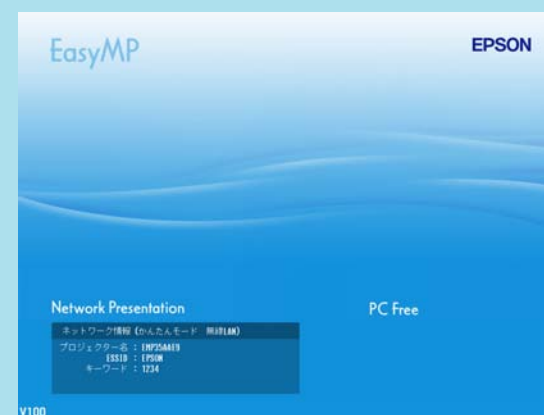 EasyMP
EPSON
Network Presentation
PC Free
ネットワーク情報 (かんたんモード 無線LAN)
プロジェクター名 : EMP35AAE9
ESSID : EPSON
キーワード : 1234
V100